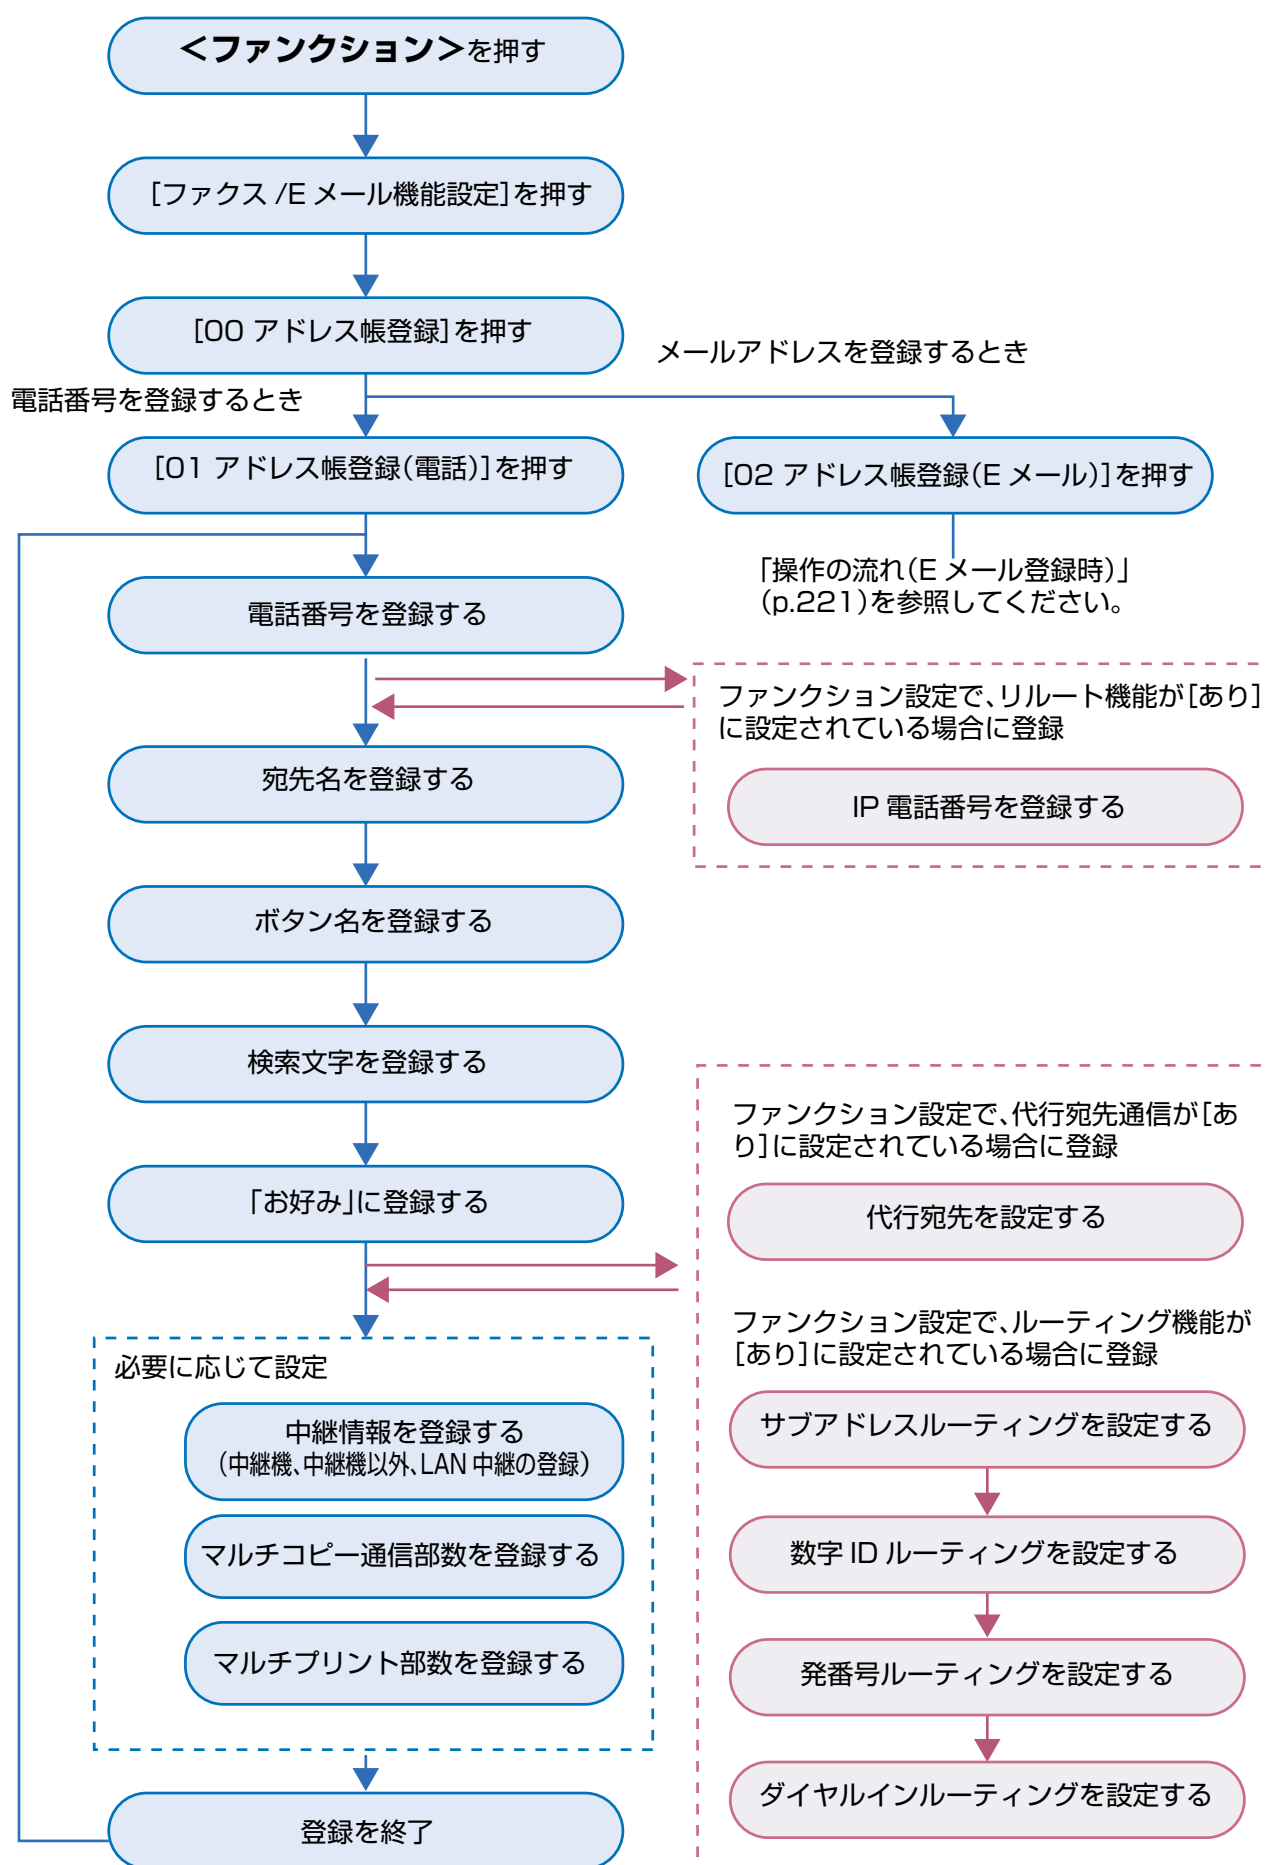 ＜ファンクション＞を押す
［ファクス /E メール機能設定］を押す
［00 アドレス帳登録］を押す
メールアドレスを登録するとき
電話番号を登録するとき
［01 アドレス帳登録（電話）］を押す
［02 アドレス帳登録（E メール）］を押す
「操作の流れ（E メール登録時）」
（p.221）を参照してください。
電話番号を登録する
ファンクション設定で、リルート機能が［あり］
に設定されている場合に登録
IP 電話番号を登録する
宛先名を登録する
ボタン名を登録する
検索文字を登録する
「お好み」に登録する
ファンクション設定で、代行宛先通信が［あ
り］に設定されている場合に登録
代行宛先を設定する
ファンクション設定で、ルーティング機能が
［あり］に設定されている場合に登録
サブアドレスルーティングを設定する
数字 ID ルーティングを設定する
発番号ルーティングを設定する
ダイヤルインルーティングを設定する
必要に応じて設定
中継情報を登録する
（中継機、中継機以外、LAN 中継の登録）
マルチコピー通信部数を登録する
マルチプリント部数を登録する
登録を終了